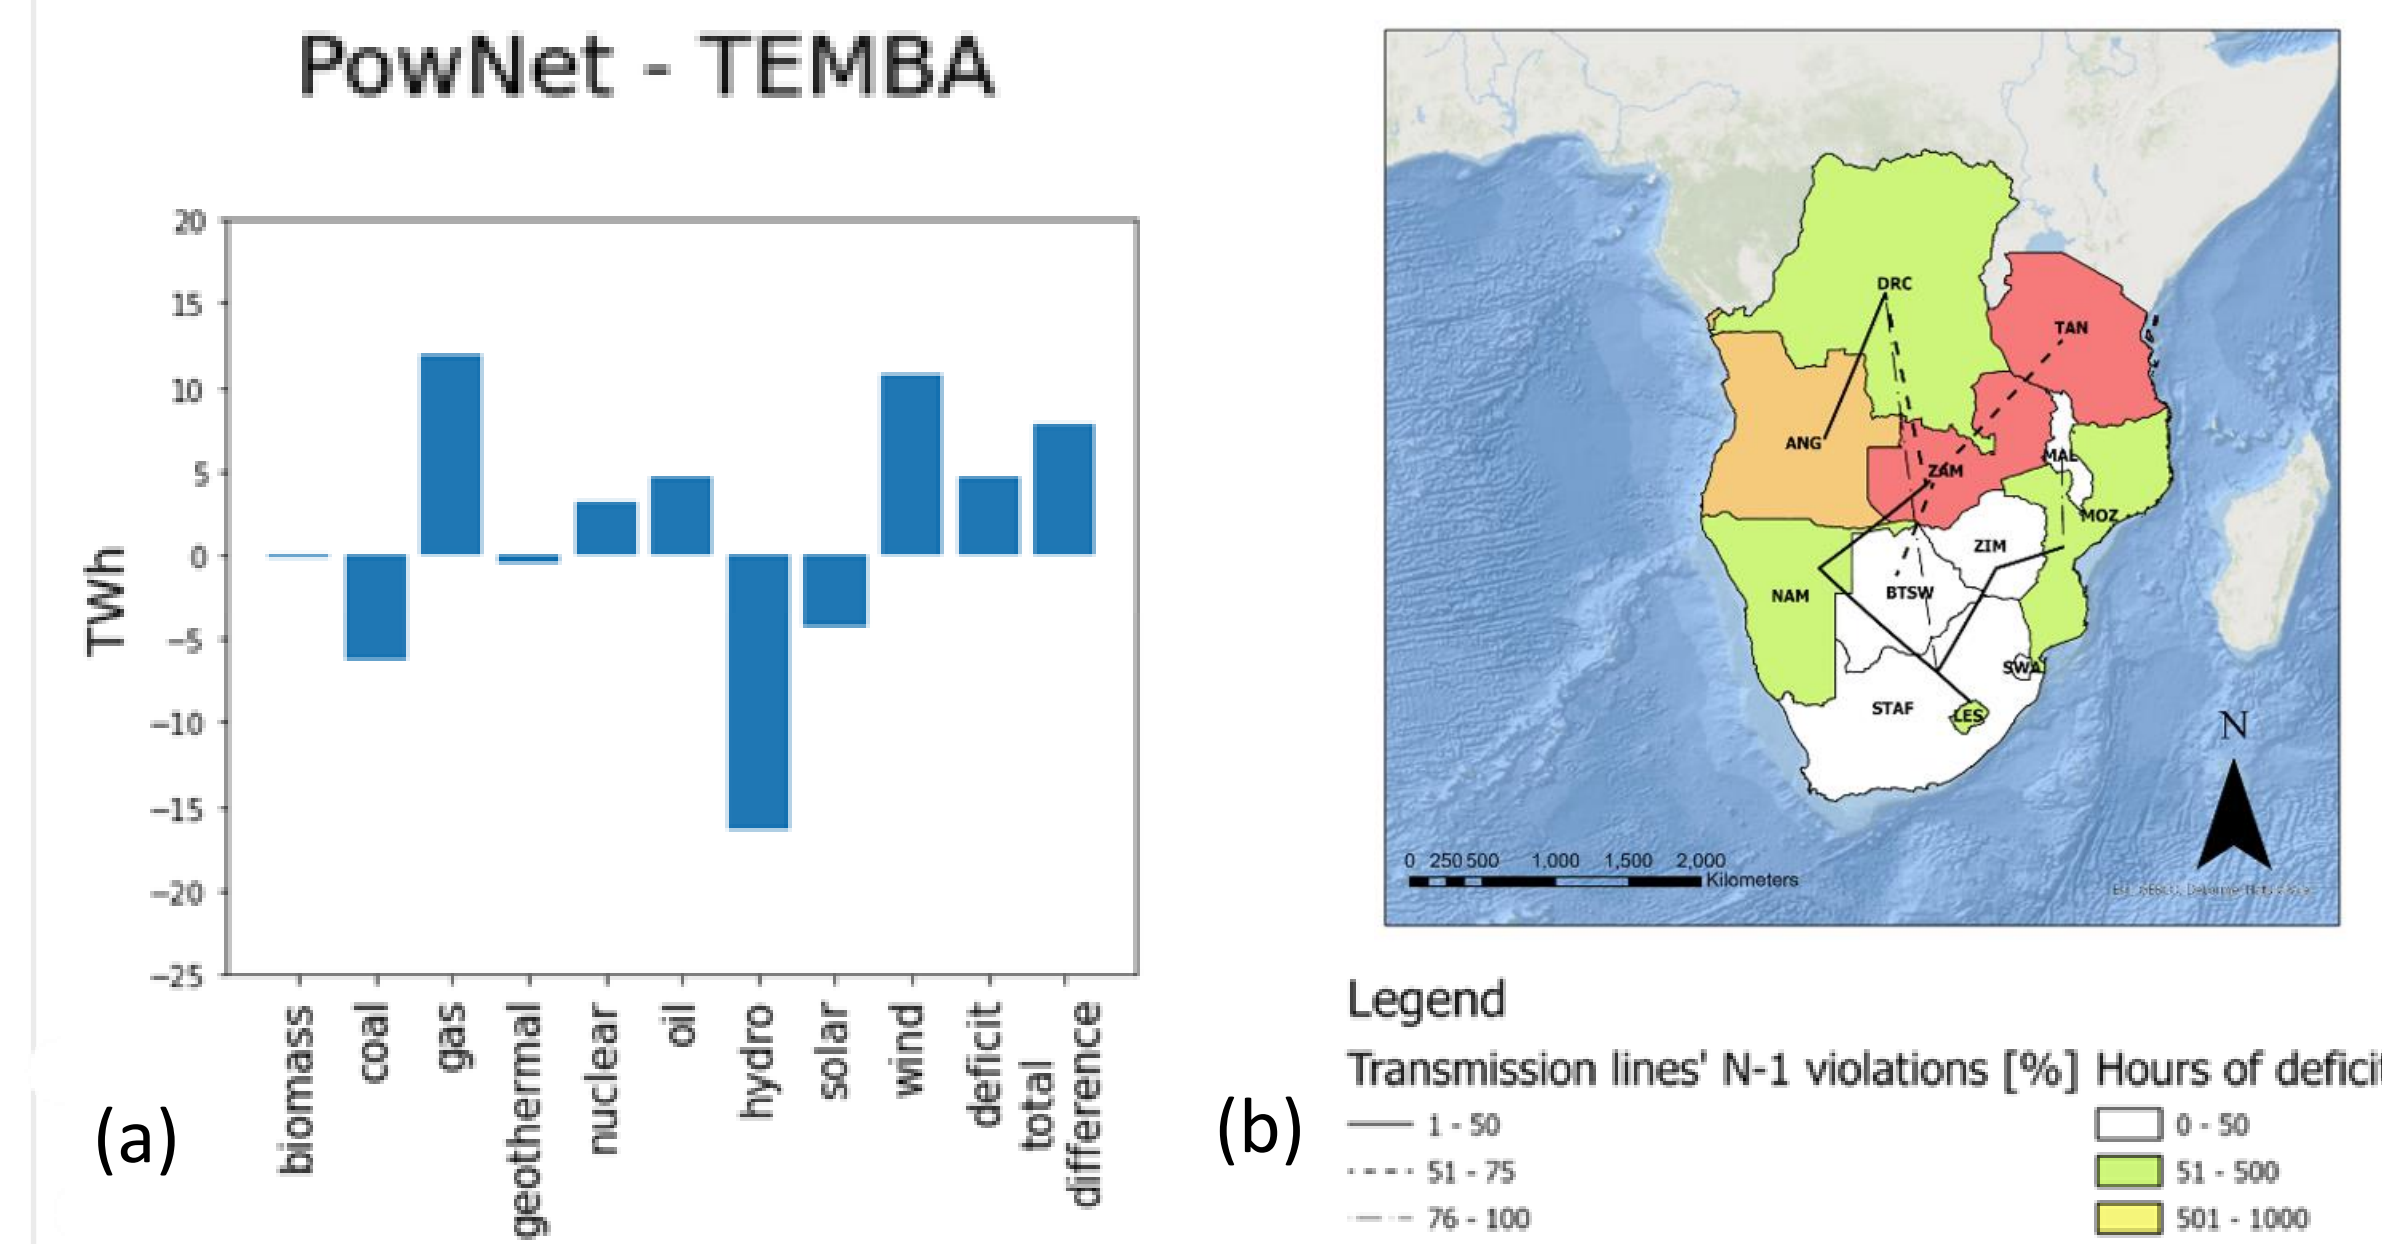 PowNet - TEMBA
TWh
20
15
10
5
0
−5
−10
−15
−20
−25
biomass
coal
gas
geothermal
nuclear
oil
hydro
solar
wind
deficit
total
difference
(a)
DRC
TAN
ANG
ZAM
MAL
MOZ
ZIM
NAM
BTSW
SWA
STAF
LES
N
0 250 500 1,000 1,500 2,000
Kilometers
(b)
Legend
Transmission lines' N-1 violations [%]
1 - 50
51 - 75
76 - 100
Hours of defici
0 - 50
51 - 500
501 - 1000